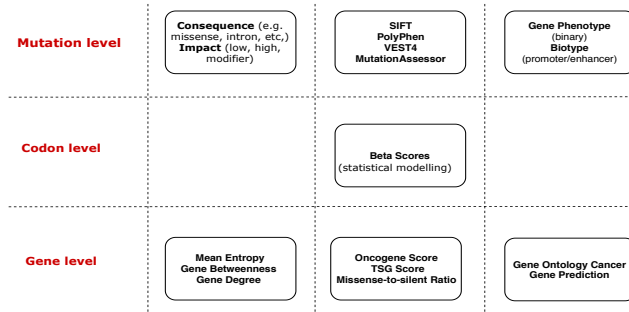 Mutation level
Consequence (e.g.
missense, intron, etc,)
Impact (low, high,
modifier)
SIFT
PolyPhen
VEST4
MutationAssessor
Gene Phenotype
(binary)
Biotype
(promoter/enhancer)
Codon level
Beta Scores
(statistical modelling)
Gene level
Mean Entropy
Gene Betweenness
Gene Degree
Oncogene Score
TSG Score
Missense-to-silent Ratio
Gene Ontology Cancer
Gene Prediction